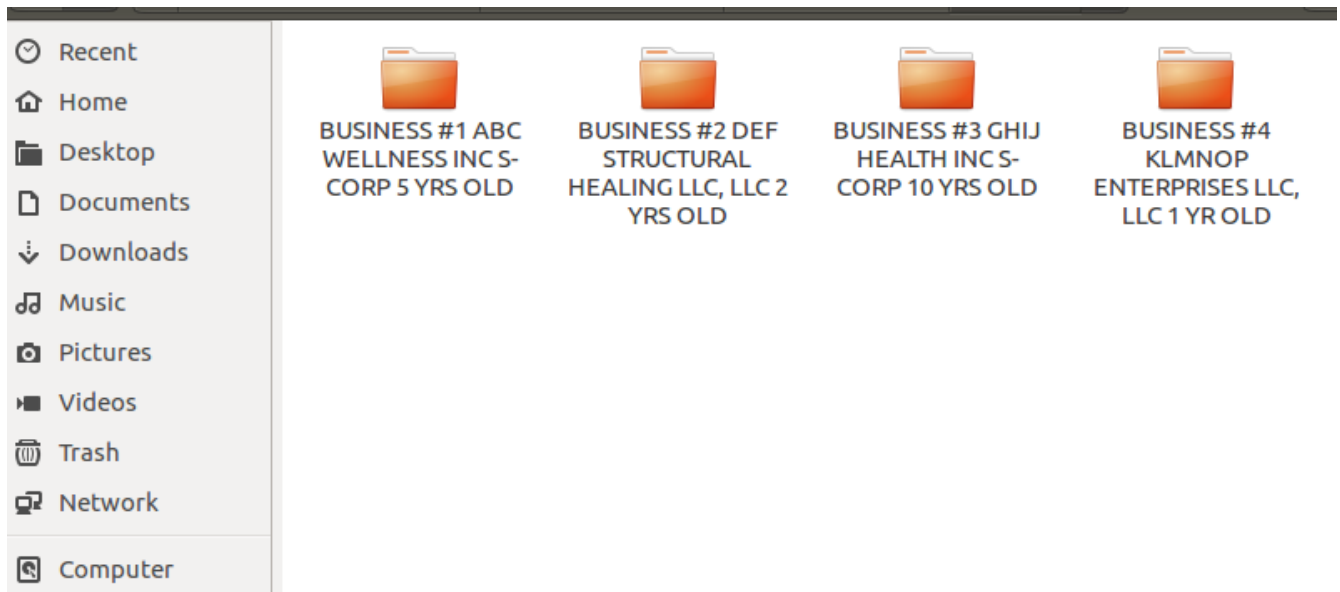 Recent
Home
Desktop
Documents
Downloads
Music
Pictures
Videos
Trash
Network
Computer
BUSINESS #1 ABC
WELLNESS INC S-
CORP 5 YRS OLD
BUSINESS #2 DEF
STRUCTURAL
HEALING LLC, LLC 2
YRS OLD
BUSINESS #3 GHIJ
HEALTH INC S-
CORP 10 YRS OLD
BUSINESS #4
KLMNOP
ENTERPRISES LLC,
LLC 1 YR OLD